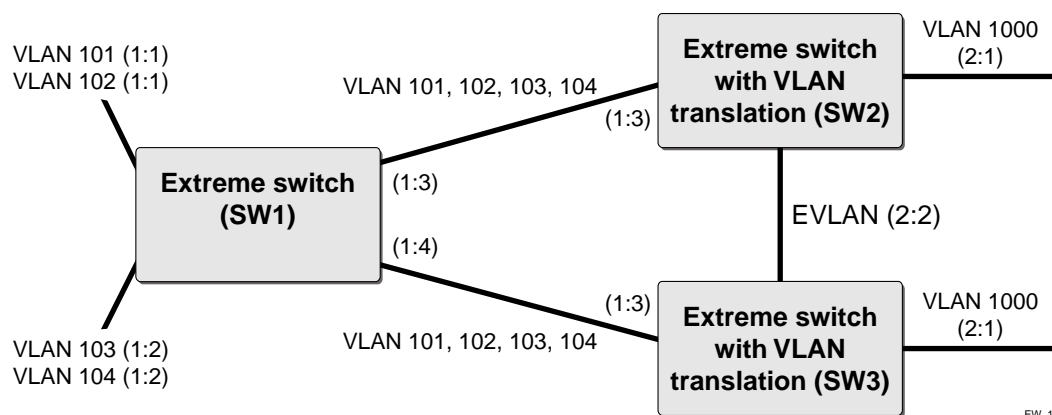 VLAN 101 (1:1)
VLAN 102 (1:1)
VLAN 101, 102, 103, 104
(1:3)
Extreme switch
with VLAN
translation (SW2)
VLAN 1000
(2:1)
Extreme switch
(SW1)
(1:3)
(1:4)
EVLAN (2:2)
VLAN 103 (1:2)
VLAN 104 (1:2)
VLAN 101, 102, 103, 104
(1:3)
Extreme switch
with VLAN
translation (SW3)
VLAN 1000
(2:1)